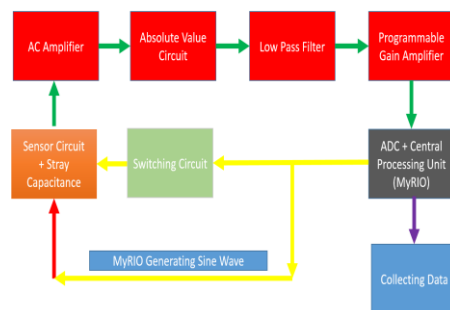 AC Amplifier
Absolute Value
Circuit
Low Pass Filter
Programmable
Gain Amplifier
Sensor Circuit
+ Stray
Capacitance
Switching Circuit
ADC + Central
Processing Unit
(MyRIO)
MyRIO Generating Sine Wave
Collecting Data